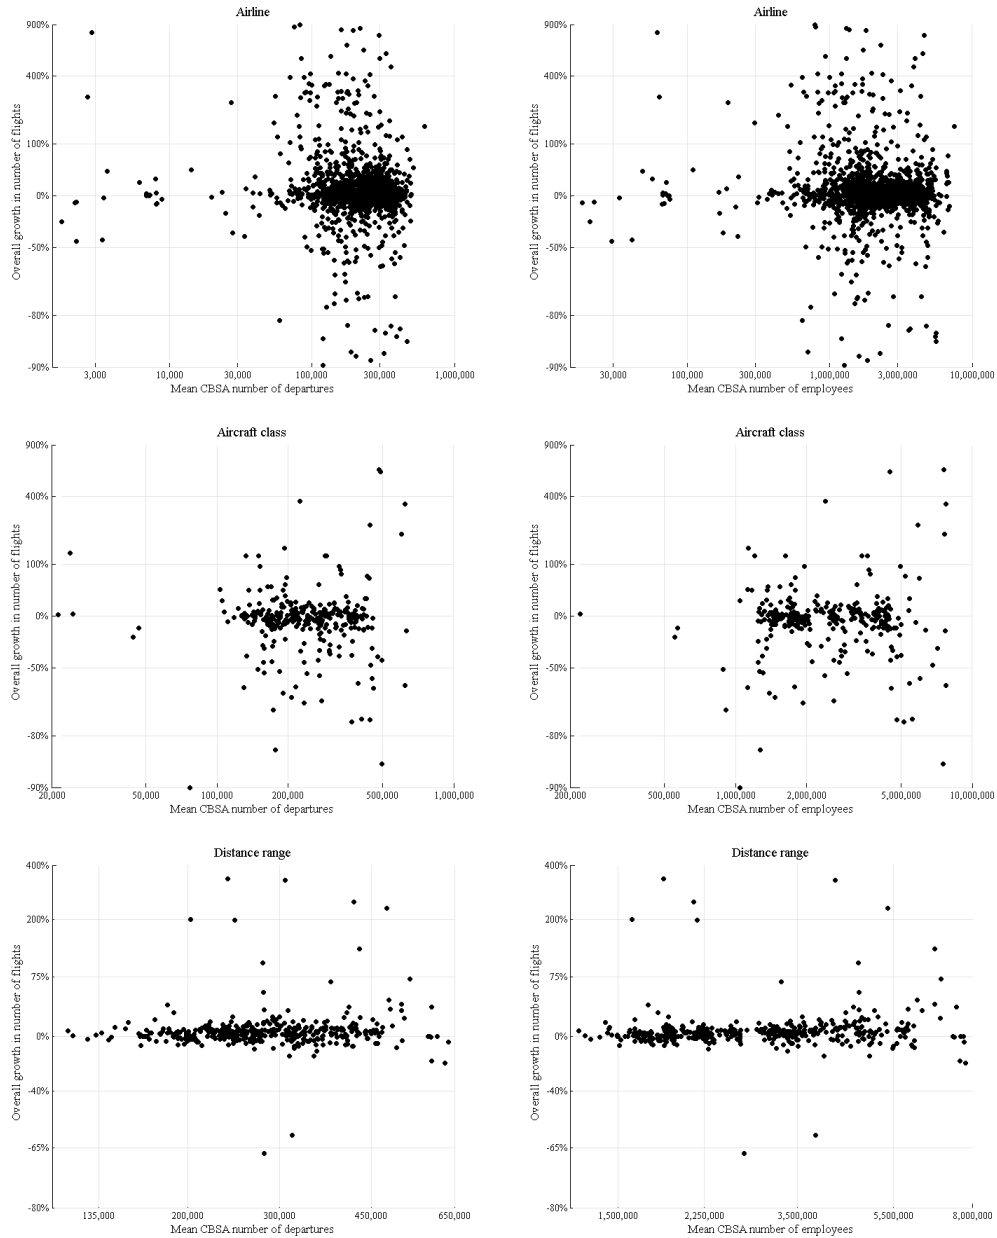 Airline
900%
400%
100%
0%
-50%
-80%
-90%
Overall growth in number of flights
3,000 10,000 30,000 100,000 300,000 1,000,000
Mean CBSA number of departures
Airline
900%
400%
100%
0%
-50%
-80%
-90%
Overall growth in number of flights
30,000 100,000 300,000 1,000,000 3,000,000 10,000,000
Mean CBSA number of employees
Aircraft class
900%
400%
100%
0%
-50%
-80%
-90%
Overall growth in number of flights
20,000 50,000 100,000 200,000 500,000 1,000,000
Mean CBSA number of departures
Aircraft class
900%
400%
100%
0%
-50%
-80%
-90%
Overall growth in number of flights
200,000 500,000 1,000,000 2,000,000 5,000,000 10,000,000
Mean CBSA number of employees
Distance range
400%
200%
75%
0%
-40%
-65%
-80%
Overall growth in number of flights
135,000 200,000 300,000 450,000 650,000
Mean CBSA number of departures
Distance range
400%
200%
75%
0%
-40%
-65%
-80%
Overall growth in number of flights
1,500,000 2,250,000 3,500,000 5,500,000 8,000,000
Mean CBSA number of employees